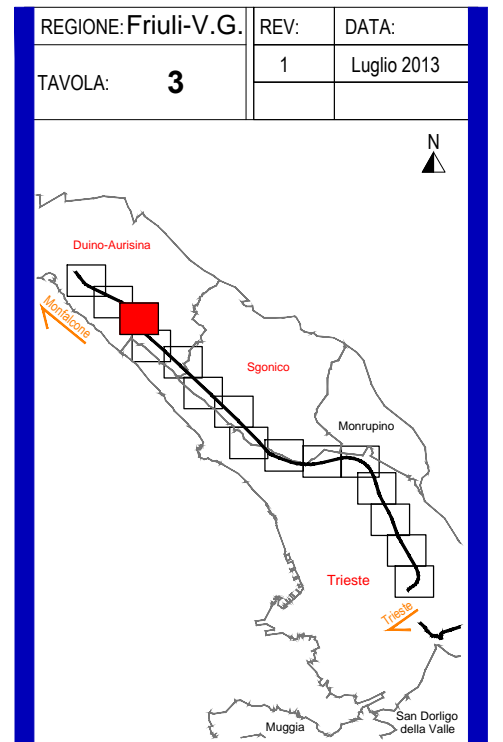 REGIONE: Friuli-V.G.
REV:
DATA:
TAVOLA: 3
1
Luglio 2013
N
Duino-Aurisina
Monfalcone
Sgonico
Monrupino
Trieste
Trieste
Muggia
San Dorligo
della Valle